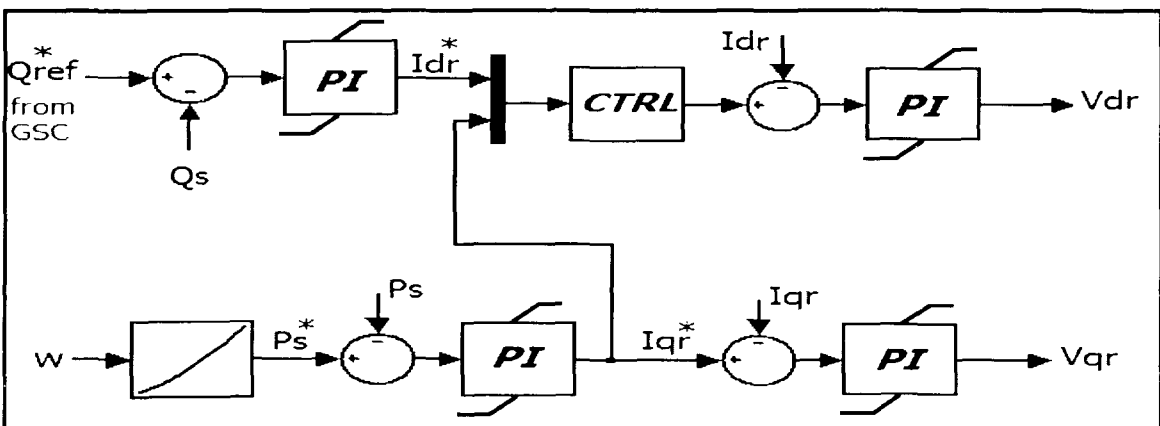 Qref*
from
GSC
+
-
Qs
PI
Idr*
CTRL
Idr
+
-
PI
Vdr
w
Ps*
Ps
+
-
PI
Iqr*
Iqr
+
-
PI
Vqr